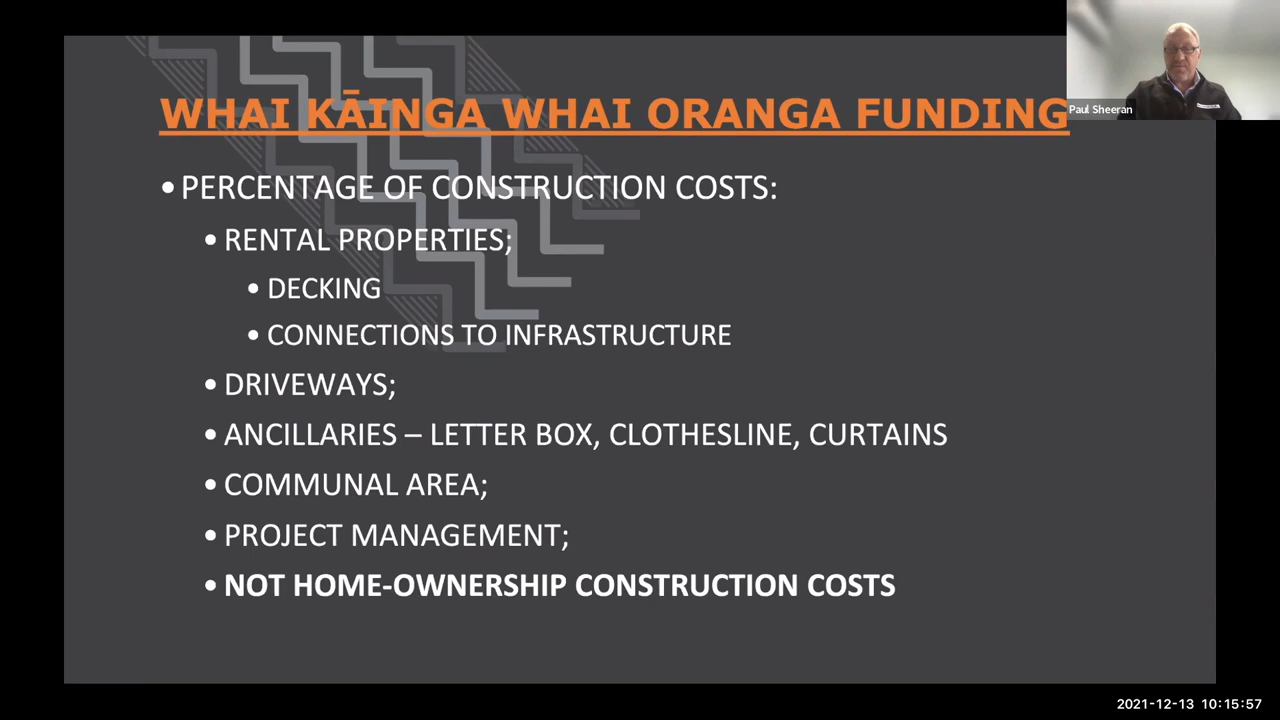 WHAI KĀINGA WHAI ORANGA FUNDING
Paul Sheeran
• PERCENTAGE OF CONSTRUCTION COSTS:
• RENTAL PROPERTIES;
• DECKING
• CONNECTIONS TO INFRASTRUCTURE
• DRIVEWAYS;
• ANCILLARIES – LETTER BOX, CLOTHESLINE, CURTAINS
• COMMUNAL AREA;
• PROJECT MANAGEMENT;
• NOT HOME-OWNERSHIP CONSTRUCTION COSTS
2021-12-13 10:15:57